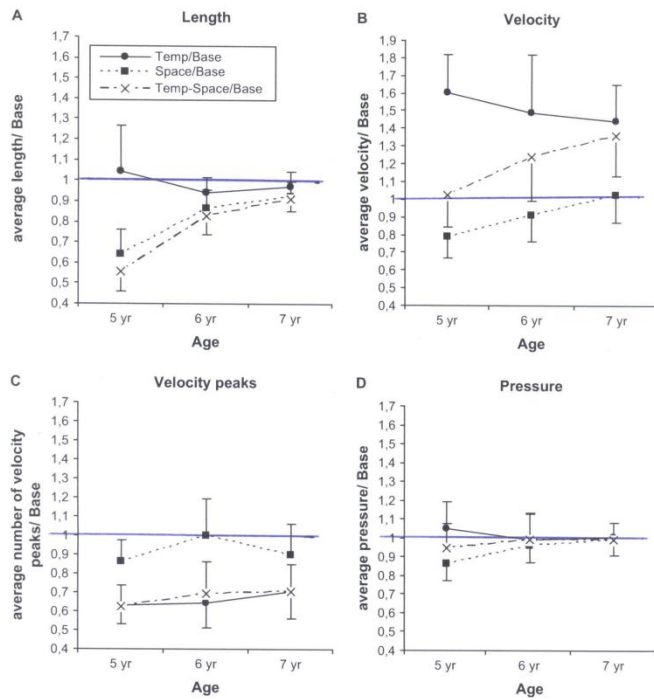 A
Length
1,7
1,6
1,5
1,4
1,3
1,2
1,1
1
0,9
0,8
0,7
0,6
0,5
0,4
average length/ Base
Temp/Base
Space/Base
Temp-Space/Base
5 yr 6 yr 7 yr
Age
B
Velocity
1,9
1,8
1,7
1,6
1,5
1,4
1,3
1,2
1,1
1
0,9
0,8
0,7
0,6
0,5
0,4
average velocity/ Base
5 yr 6 yr 7 yr
Age
C
Velocity peaks
1,7
1,6
1,5
1,4
1,3
1,2
1,1
1
0,9
0,8
0,7
0,6
0,5
0,4
average number of velocity
peaks/ Base
5 yr 6 yr 7 yr
Age
D
Pressure
1,7
1,6
1,5
1,4
1,3
1,2
1,1
1
0,9
0,8
0,7
0,6
0,5
0,4
average pressure/ Base
5 yr 6 yr 7 yr
Age